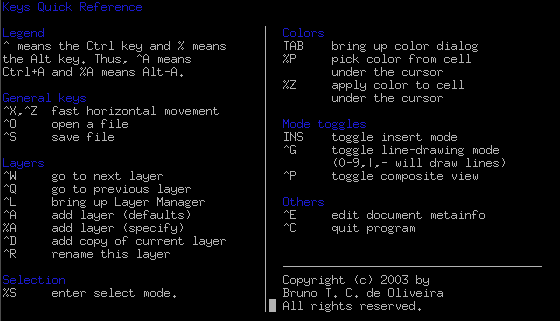 Keys Quick Reference
Legend
^ means the Ctrl key and % means
the Alt key. Thus, ^A means
Ctrl+A and %A means Alt-A.
General keys
^X,^Z fast horizontal movement
^O open a file
^S save file
Layers
^W go to next layer
^Q go to previous layer
^L bring up Layer Manager
^A add layer (defaults)
%A add layer (specify)
^D add copy of current layer
^R rename this layer
Selection
%S enter select mode.
Colors
TAB bring up color dialog
%P pick color from cell
under the cursor
%Z apply color to cell
under the cursor
Mode toggles
INS toggle insert mode
^G toggle line-drawing mode
(0-9,|,- will draw lines)
^P toggle composite view
Others
^E edit document metainfo
^C quit program
Copyright (c) 2003 by
Bruno T. C. de Oliveira
All rights reserved.